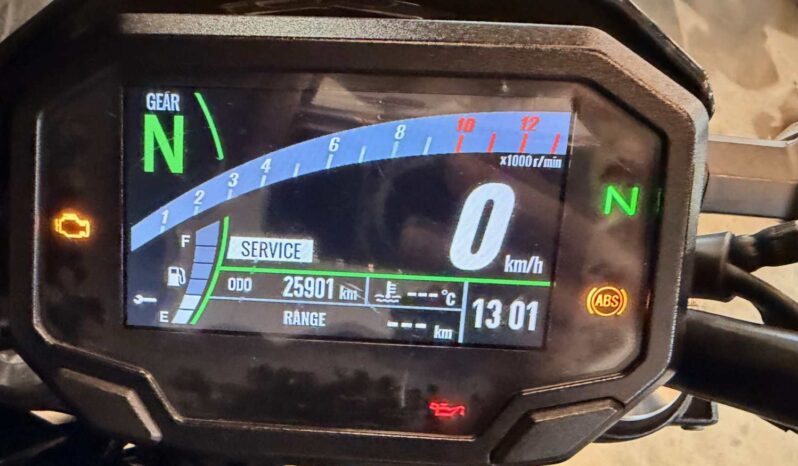 GEAR
N
1 2 3 4 6 8 10 12
x1000 r/min
N
0
km/h
F
SERVICE
ODO 25901 km
---°C
E
RANGE
--- km
13:01
ABS